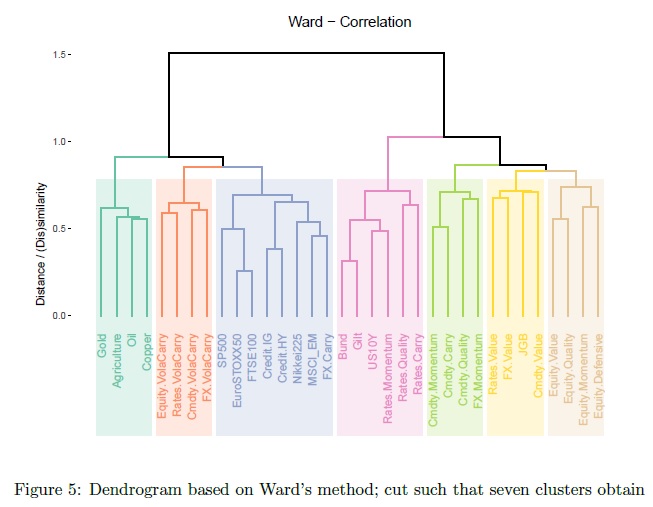 Ward − Correlation
1.5
1.0
0.5
0.0
Distance / (Dis)similarity
Gold
Agriculture
Oil
Copper
Equity.VolaCarry
Rates.VolaCarry
Cmdty.VolaCarry
FX.VolaCarry
SP500
EuroSTOXX50
FTSE100
Credit.IG
Credit.HY
Nikkei225
MSCI_EM
FX.Carry
Bund
Gilt
US10Y
Rates.Momentum
Rates.Quality
Rates.Carry
Cmdty.Momentum
Cmdty.Carry
Cmdty.Quality
FX.Momentum
Rates.Value
FX.Value
JGB
Cmdty.Value
Equity.Value
Equity.Quality
Equity.Momentum
Equity.Defensive
Figure 5: Dendrogram based on Ward's method; cut such that seven clusters obtain